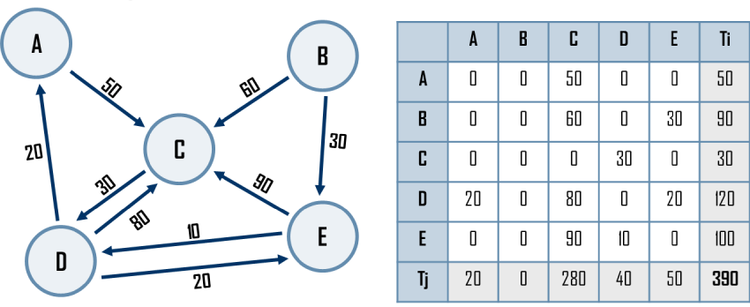 A
B
C
D
E
50
60
30
20
30
80
90
10
20
A B C D E Ti
A 0 0 50 0 0 50
B 0 0 60 0 30 90
C 0 0 0 30 0 30
D 20 0 80 0 20 120
E 0 0 90 10 0 100
Tj 20 0 280 40 50 390